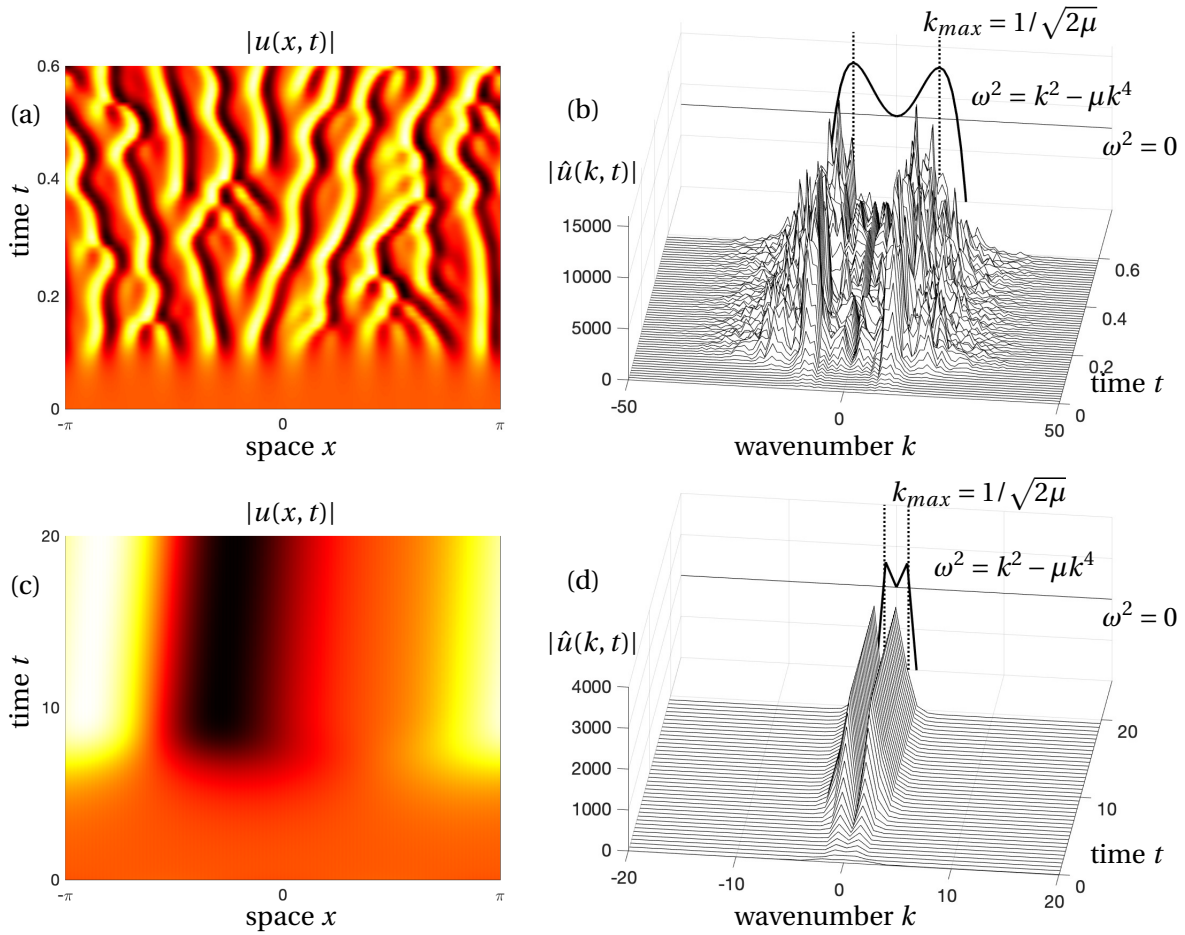 |u(x, t)|
(a)
0.6
0.4
0.2
0
time t
-π
0
π
space x
k_max = 1/√2μ
(b)
ω² = k² − μk⁴
ω² = 0
|û(k, t)|
15000
10000
5000
0
-50
0
50
wavenumber k
0.6
0.4
0.2
0
time t
|u(x, t)|
(c)
20
10
0
time t
-π
0
π
space x
k_max = 1/√2μ
(d)
ω² = k² − μk⁴
ω² = 0
|û(k, t)|
4000
3000
2000
1000
0
-20
-10
0
10
20
wavenumber k
20
10
0
time t